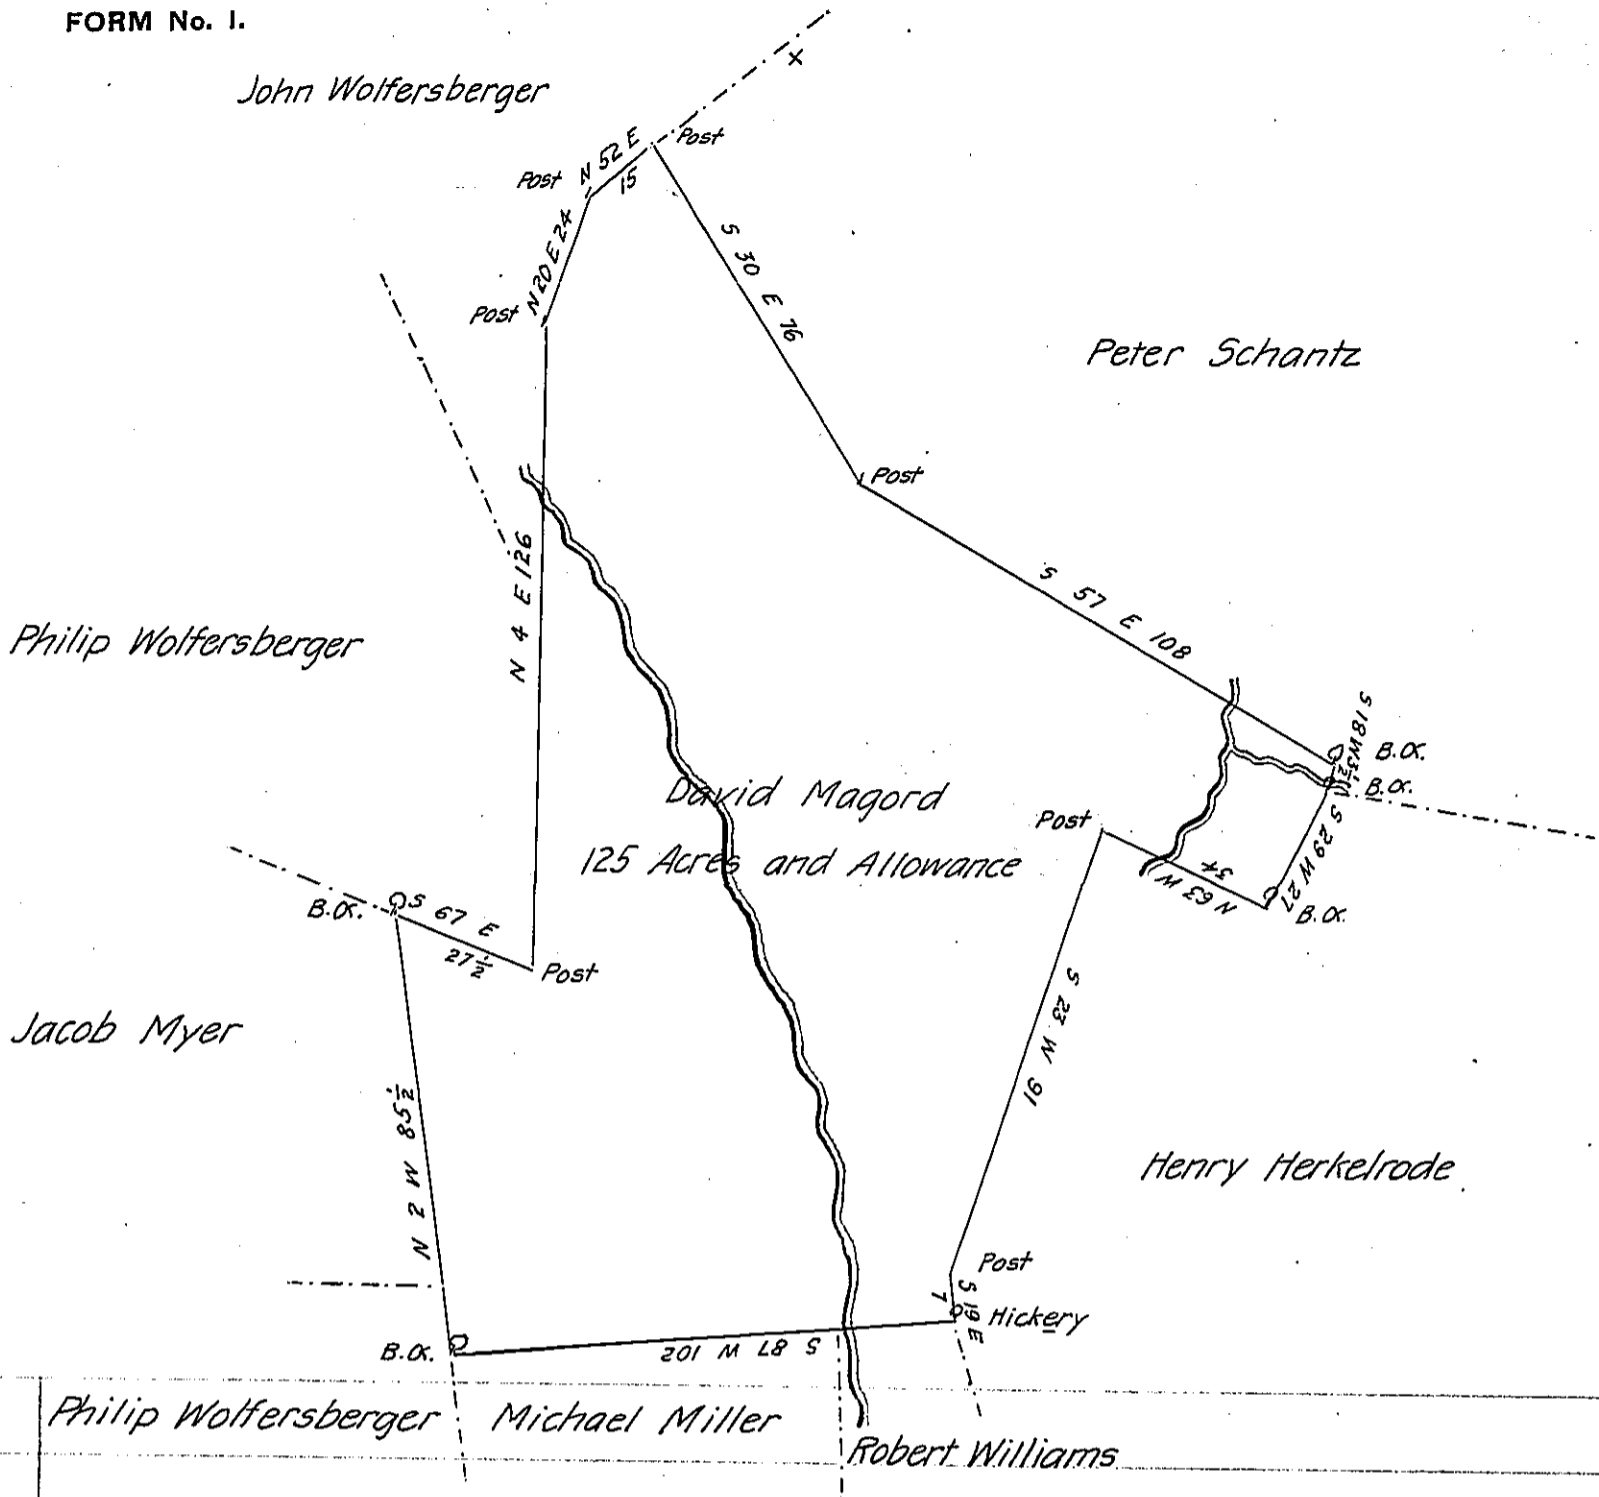 FORM No. 1.
John Wolfersberger
Post
N 52 E
15
Post
N 20 E 24
Post
S 30 E 76
Peter Schantz
Post
S 57 E 108
N 4 E 126
Philip Wolfersberger
S 18 W 3½
B.O.
B.O.
S 29 W 27
B.O.
N 63 W
34
Post
David Magord
125 Acres and Allowance
B.O.
S 67 E
27½
Post
Jacob Myer
N 2 W 85½
S 23 W 91
Henry Herkelrode
Post
S 19 E
7
Hickery
B.O.
S 87 W 102
Philip Wolfersberger
Michael Miller
Robert Williams